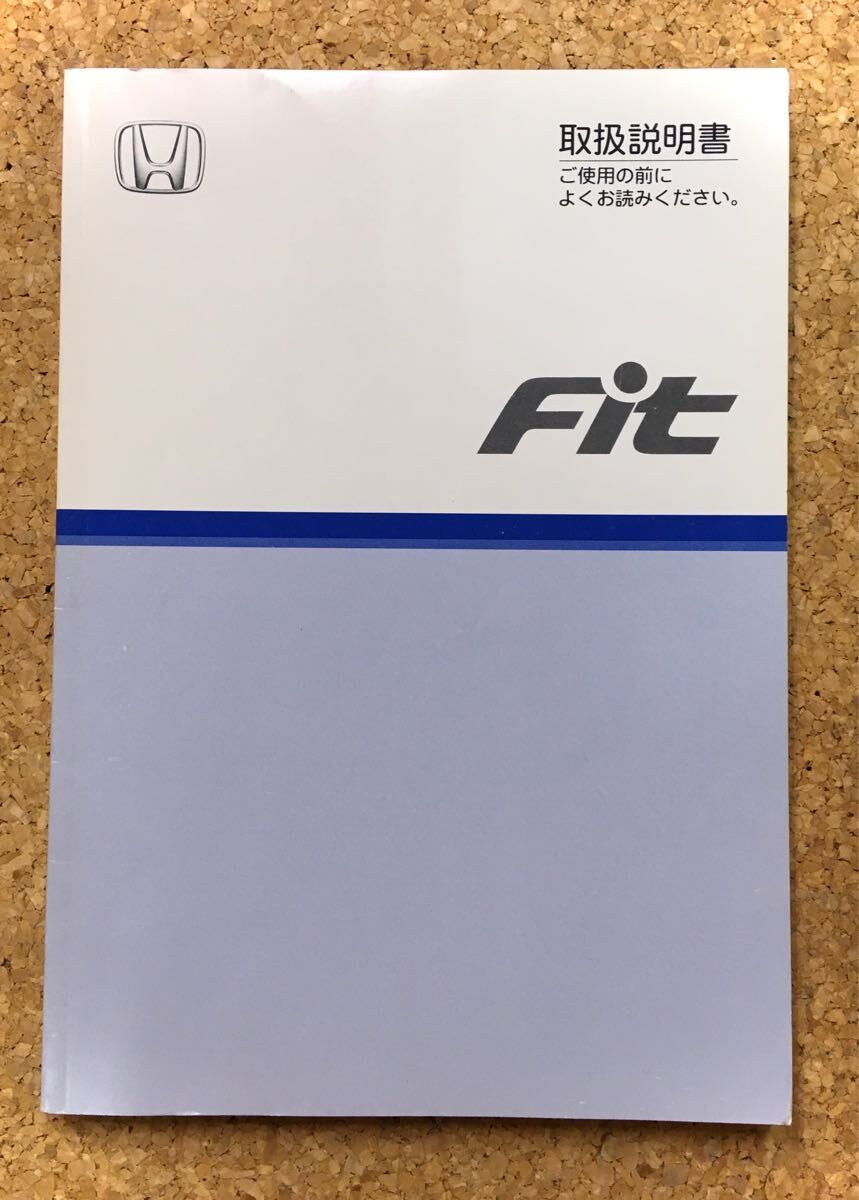 取扱説明書
ご使用の前に
よくお読みください。
Fit